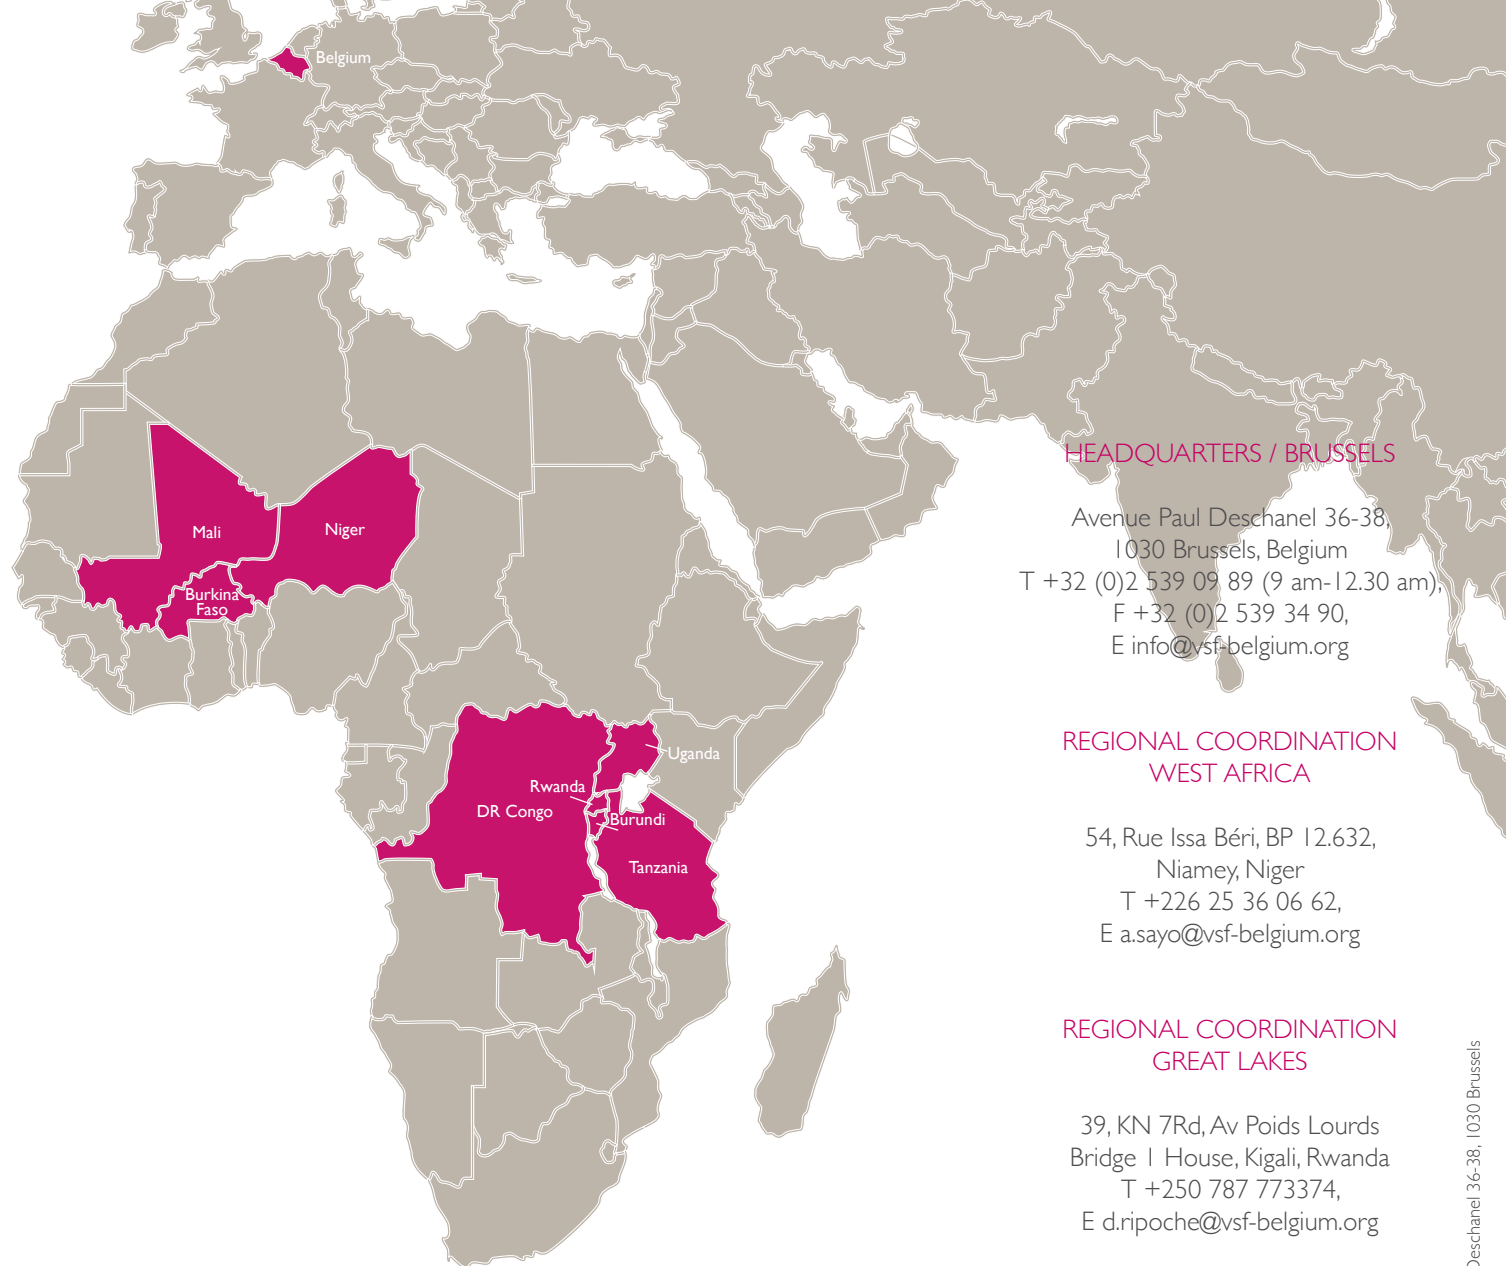 Belgium
Mali
Niger
Burkina
Faso
Uganda
Rwanda
DR Congo
Burundi
Tanzania
HEADQUARTERS / BRUSSELS
Avenue Paul Deschanel 36-38,
1030 Brussels, Belgium
T +32 (0)2 539 09 89 (9 am-12.30 am),
F +32 (0)2 539 34 90,
E info@vsf-belgium.org
REGIONAL COORDINATION
WEST AFRICA
54, Rue Issa Béri, BP 12.632,
Niamey, Niger
T +226 25 36 06 62,
E a.sayo@vsf-belgium.org
REGIONAL COORDINATION
GREAT LAKES
39, KN 7Rd, Av Poids Lourds
Bridge 1 House, Kigali, Rwanda
T +250 787 773374,
E d.ripoche@vsf-belgium.org
Deschanel 36-38, 1030 Brussels